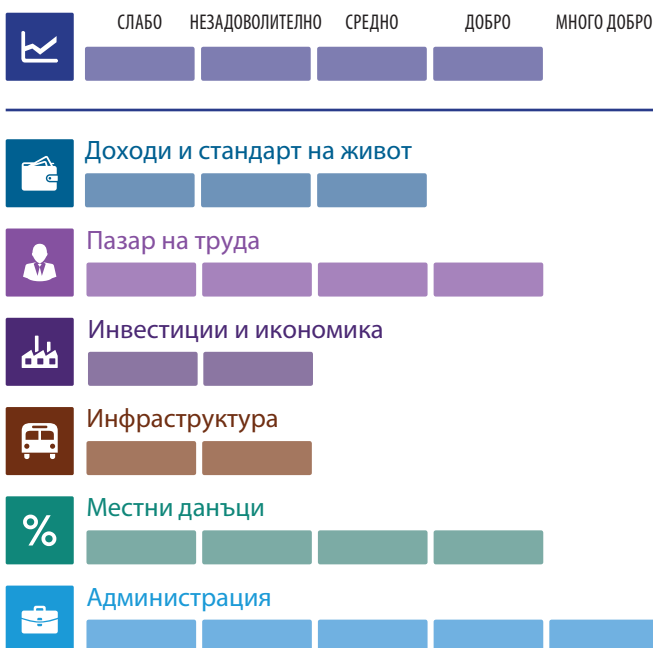 СЛАБО НЕЗАДОВОЛИТЕЛНО СРЕДНО ДОБРО МНОГО ДОБРО
Доходи и стандарт на живот
Пазар на труда
Инвестиции и икономика
Инфраструктура
Местни данъци
%
Администрация